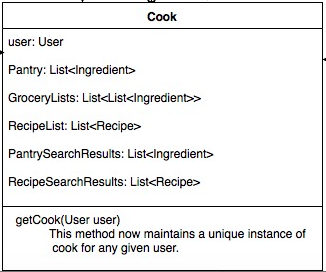 Cook
user: User
Pantry: List<Ingredient>
GroceryLists: List<List<Ingredient>>
RecipeList: List<Recipe>
PantrySearchResults: List<Ingredient>
RecipeSearchResults: List<Recipe>
getCook(User user)
This method now maintains a unique instance of
cook for any given user.